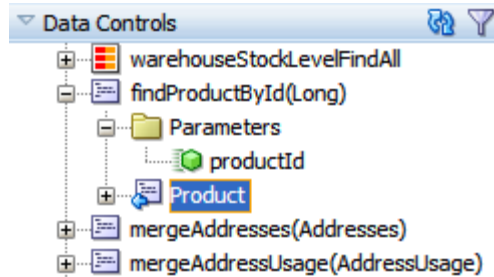 Data Controls
warehouseStockLevelFindAll
findProductById(Long)
Parameters
productId
Product
mergeAddresses(Addresses)
mergeAddressUsage(AddressUsage)